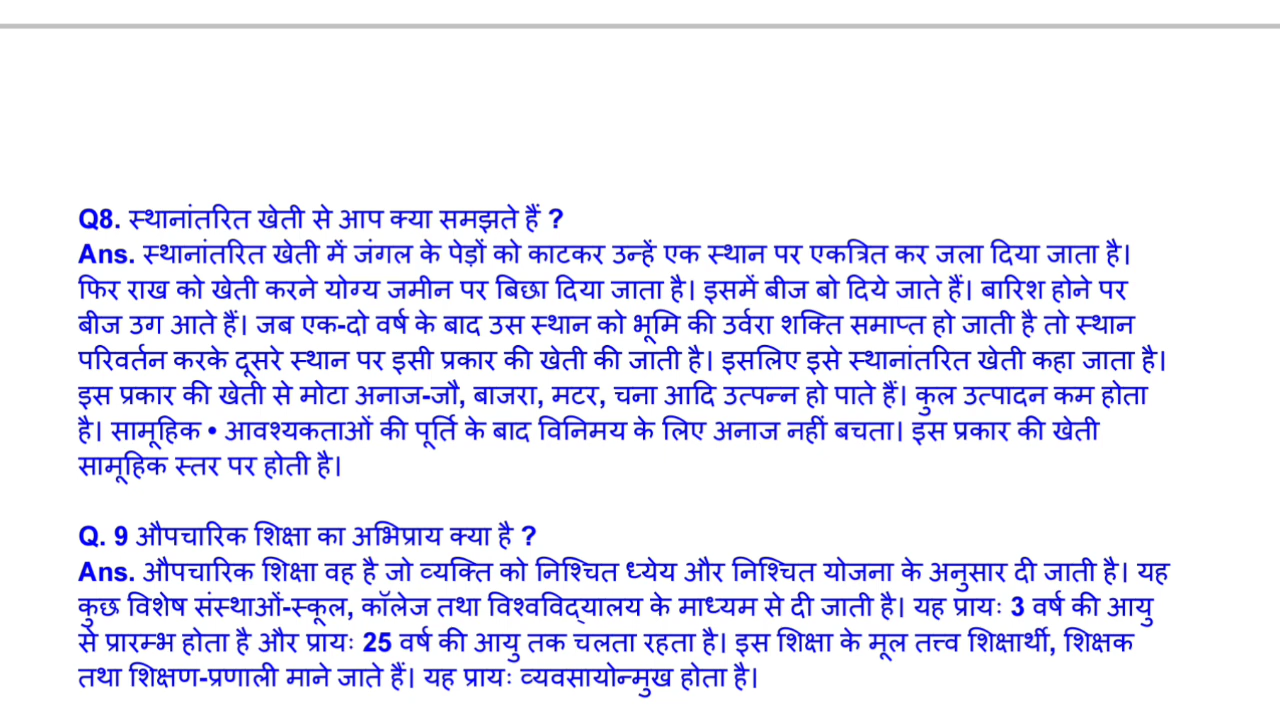 Q8. स्थानांतरित खेती से आप क्या समझते हैं ?
Ans. स्थानांतरित खेती में जंगल के पेड़ों को काटकर उन्हें एक स्थान पर एकत्रित कर जला दिया जाता है।
फिर राख को खेती करने योग्य जमीन पर बिछा दिया जाता है। इसमें बीज बो दिये जाते हैं। बारिश होने पर
बीज उग आते हैं। जब एक-दो वर्ष के बाद उस स्थान को भूमि की उर्वरा शक्ति समाप्त हो जाती है तो स्थान
परिवर्तन करके दूसरे स्थान पर इसी प्रकार की खेती की जाती है। इसलिए इसे स्थानांतरित खेती कहा जाता है।
इस प्रकार की खेती से मोटा अनाज-जौ, बाजरा, मटर, चना आदि उत्पन्न हो पाते हैं। कुल उत्पादन कम होता
है। सामूहिक • आवश्यकताओं की पूर्ति के बाद विनिमय के लिए अनाज नहीं बचता। इस प्रकार की खेती
सामूहिक स्तर पर होती है।
Q. 9 औपचारिक शिक्षा का अभिप्राय क्या है ?
Ans. औपचारिक शिक्षा वह है जो व्यक्ति को निश्चित ध्येय और निश्चित योजना के अनुसार दी जाती है। यह
कुछ विशेष संस्थाओं-स्कूल, कॉलेज तथा विश्वविद्यालय के माध्यम से दी जाती है। यह प्रायः 3 वर्ष की आयु
से प्रारम्भ होता है और प्रायः 25 वर्ष की आयु तक चलता रहता है। इस शिक्षा के मूल तत्त्व शिक्षार्थी, शिक्षक
तथा शिक्षण-प्रणाली माने जाते हैं। यह प्रायः व्यवसायोन्मुख होता है।